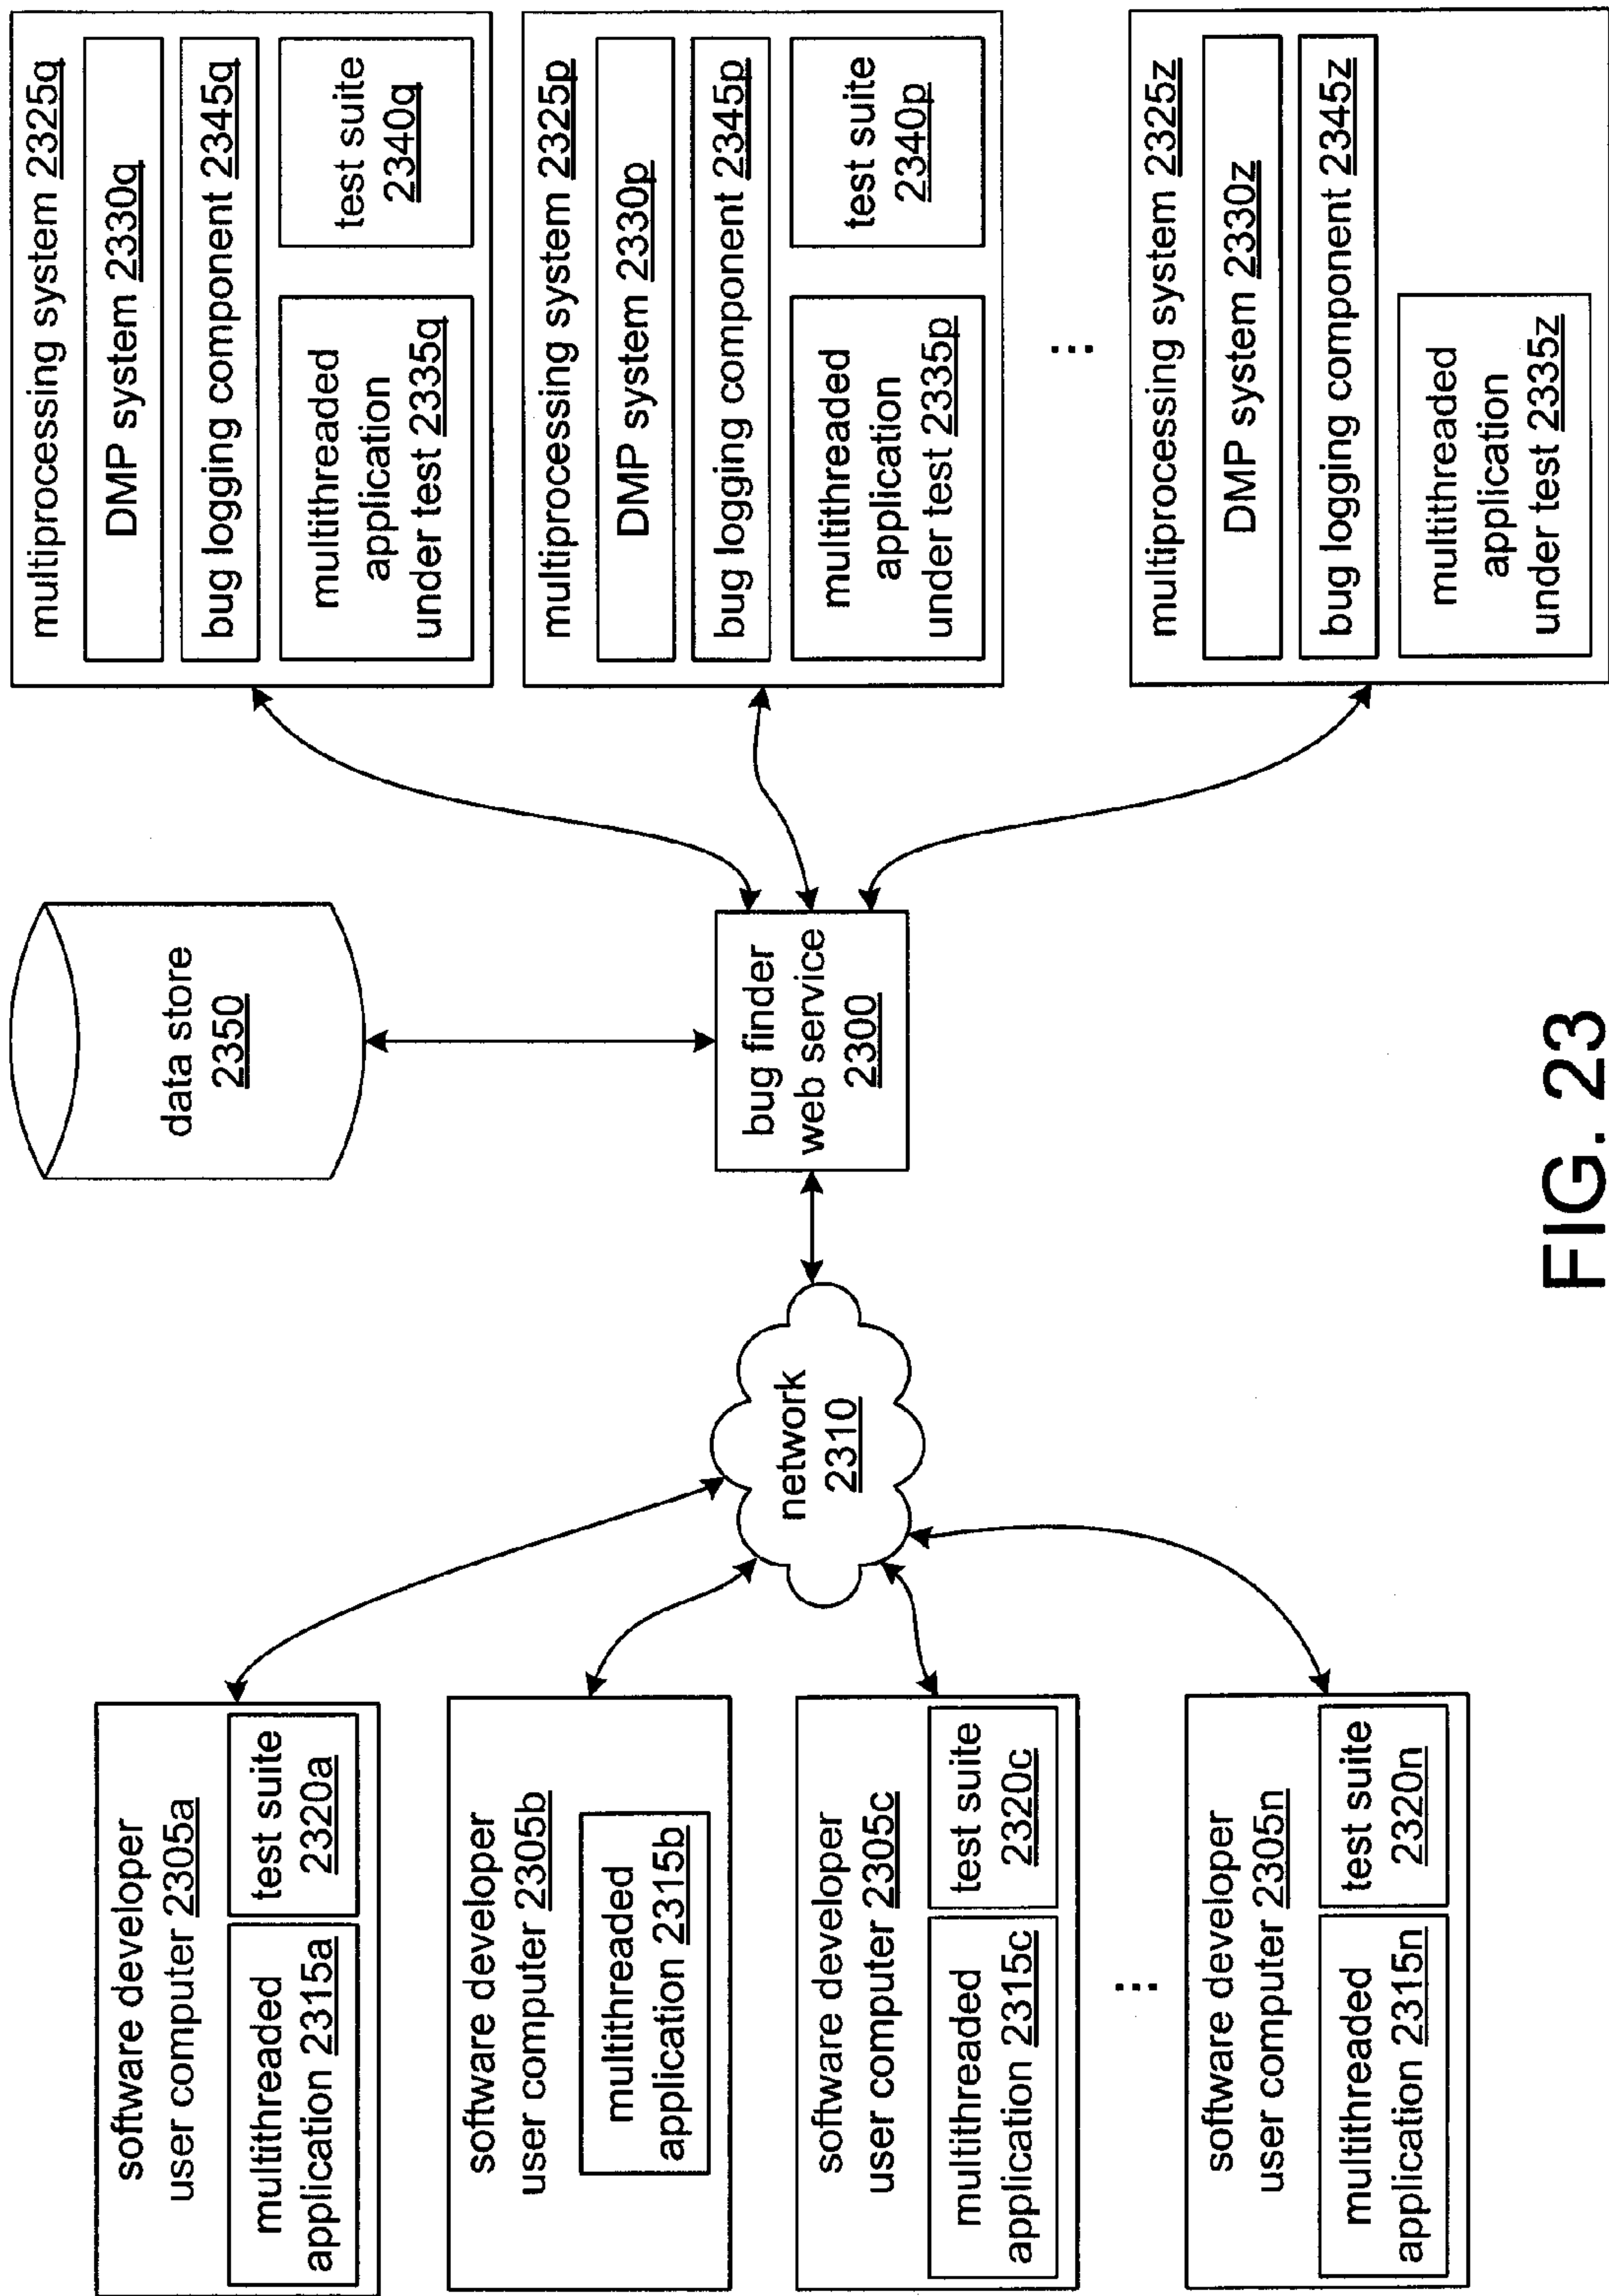 software developer
user computer 2305a
multithreaded
application 2315a
test suite
2320a
software developer
user computer 2305b
multithreaded
application 2315b
software developer
user computer 2305c
multithreaded
application 2315c
test suite
2320c
...
software developer
user computer 2305n
multithreaded
application 2315n
test suite
2320n
network
2310
data store
2350
bug finder
web service
2300
multiprocessing system 2325q
DMP system 2330q
bug logging component 2345q
multithreaded
application
under test 2335q
test suite
2340q
multiprocessing system 2325p
DMP system 2330p
bug logging component 2345p
multithreaded
application
under test 2335p
test suite
2340p
...
multiprocessing system 2325z
DMP system 2330z
bug logging component 2345z
multithreaded
application
under test 2335z
FIG. 23